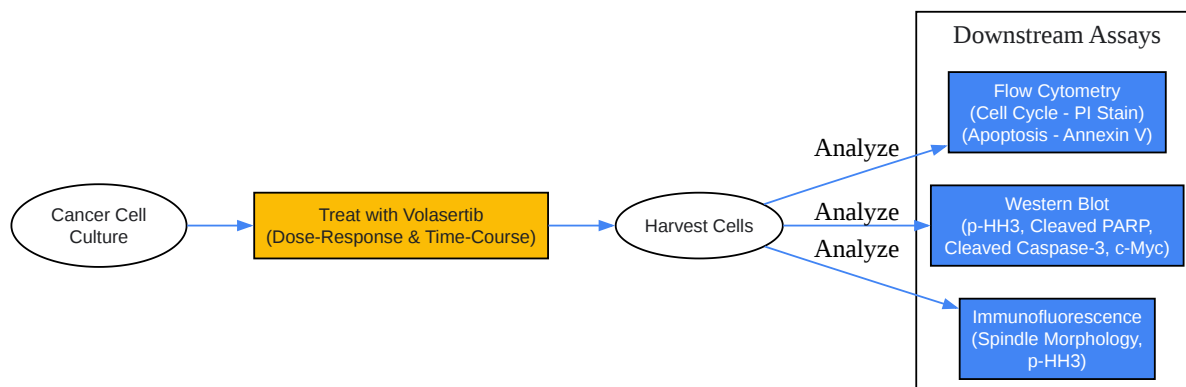 Cancer Cell
Culture
Treat with Volasertib
(Dose-Response & Time-Course)
Harvest Cells
Analyze
Analyze
Analyze
Downstream Assays
Flow Cytometry
(Cell Cycle - PI Stain)
(Apoptosis - Annexin V)
Western Blot
(p-HH3, Cleaved PARP,
Cleaved Caspase-3, c-Myc)
Immunofluorescence
(Spindle Morphology,
p-HH3)